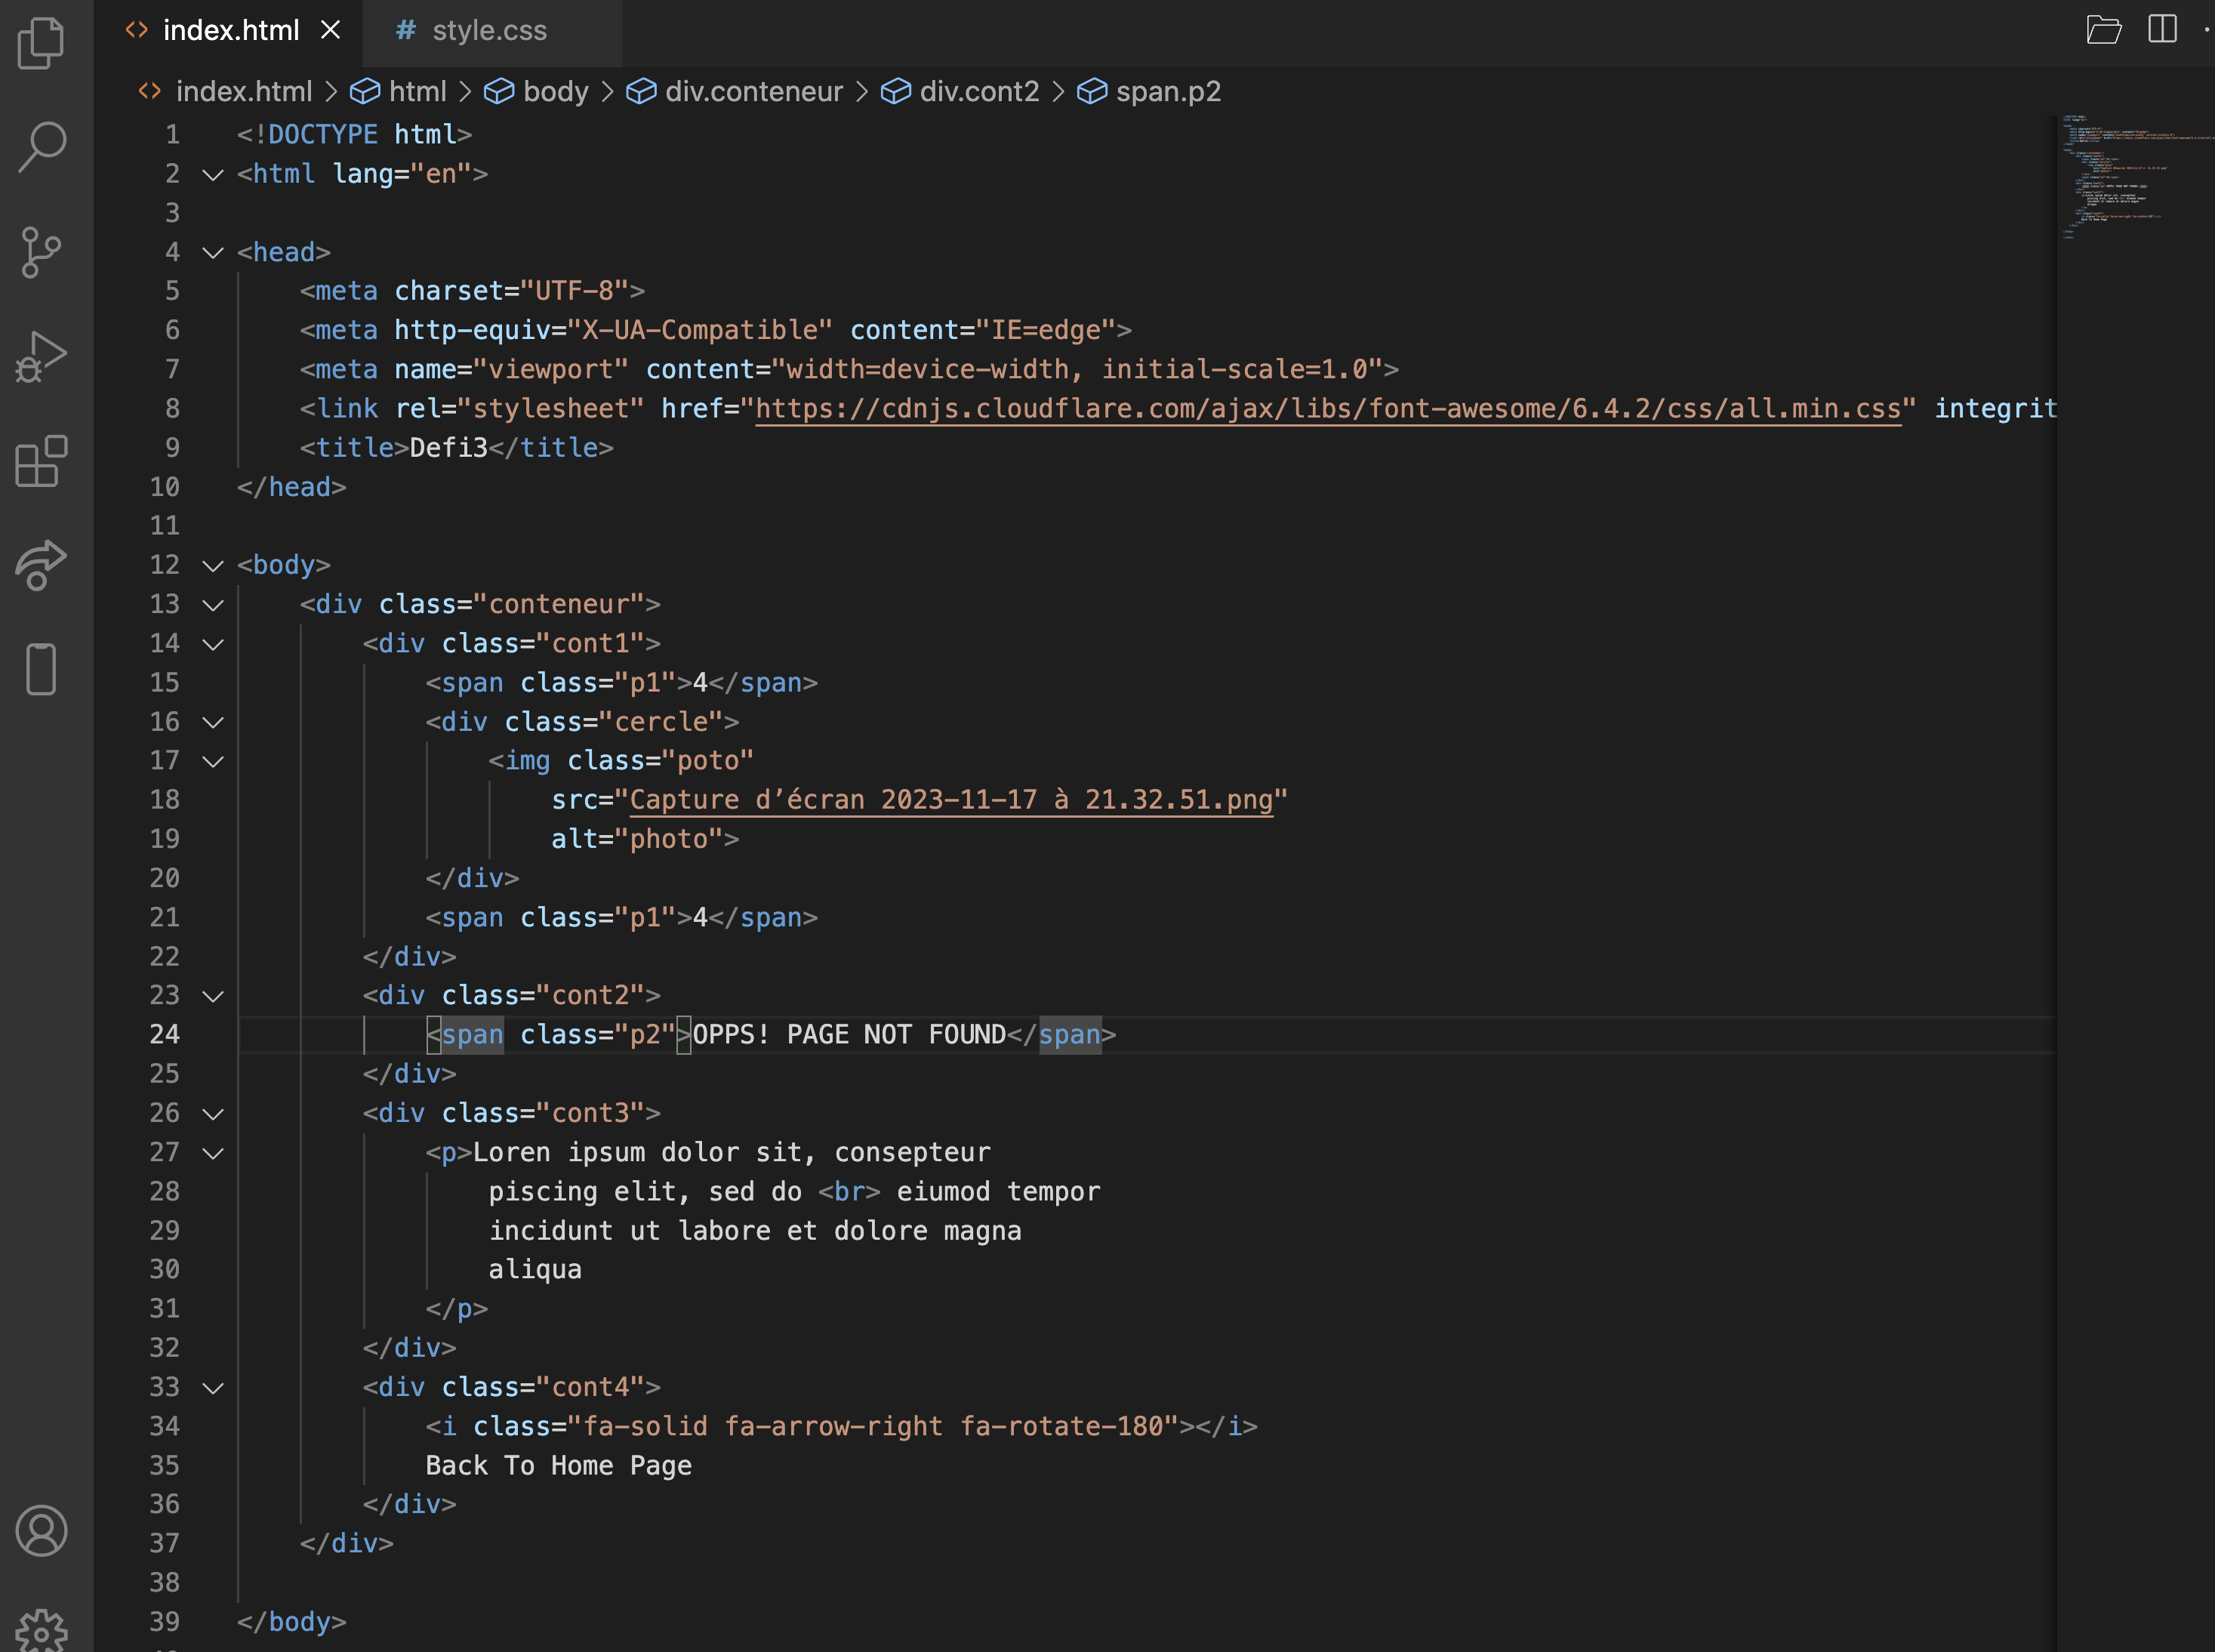 index.html
style.css
index.html > html > body > div.conteneur > div.cont2 > span.p2
1 <!DOCTYPE html>
2 <html lang="en">
3
4 <head>
5 <meta charset="UTF-8">
6 <meta http-equiv="X-UA-Compatible" content="IE=edge">
7 <meta name="viewport" content="width=device-width, initial-scale=1.0">
8 <link rel="stylesheet" href="https://cdnjs.cloudflare.com/ajax/libs/font-awesome/6.4.2/css/all.min.css" integrit
9 <title>Defi3</title>
10 </head>
11
12 <body>
13 <div class="conteneur">
14 <div class="cont1">
15 <span class="p1">4</span>
16 <div class="cercle">
17 <img class="poto"
18 src="Capture d’écran 2023-11-17 à 21.32.51.png"
19 alt="photo">
20 </div>
21 <span class="p1">4</span>
22 </div>
23 <div class="cont2">
24 <span class="p2">OPPS! PAGE NOT FOUND</span>
25 </div>
26 <div class="cont3">
27 <p>Loren ipsum dolor sit, consepteur
28 piscing elit, sed do <br> eiumod tempor
29 incidunt ut labore et dolore magna
30 aliqua
31 </p>
32 </div>
33 <div class="cont4">
34 <i class="fa-solid fa-arrow-right fa-rotate-180"></i>
35 Back To Home Page
36 </div>
37 </div>
38
39 </body>